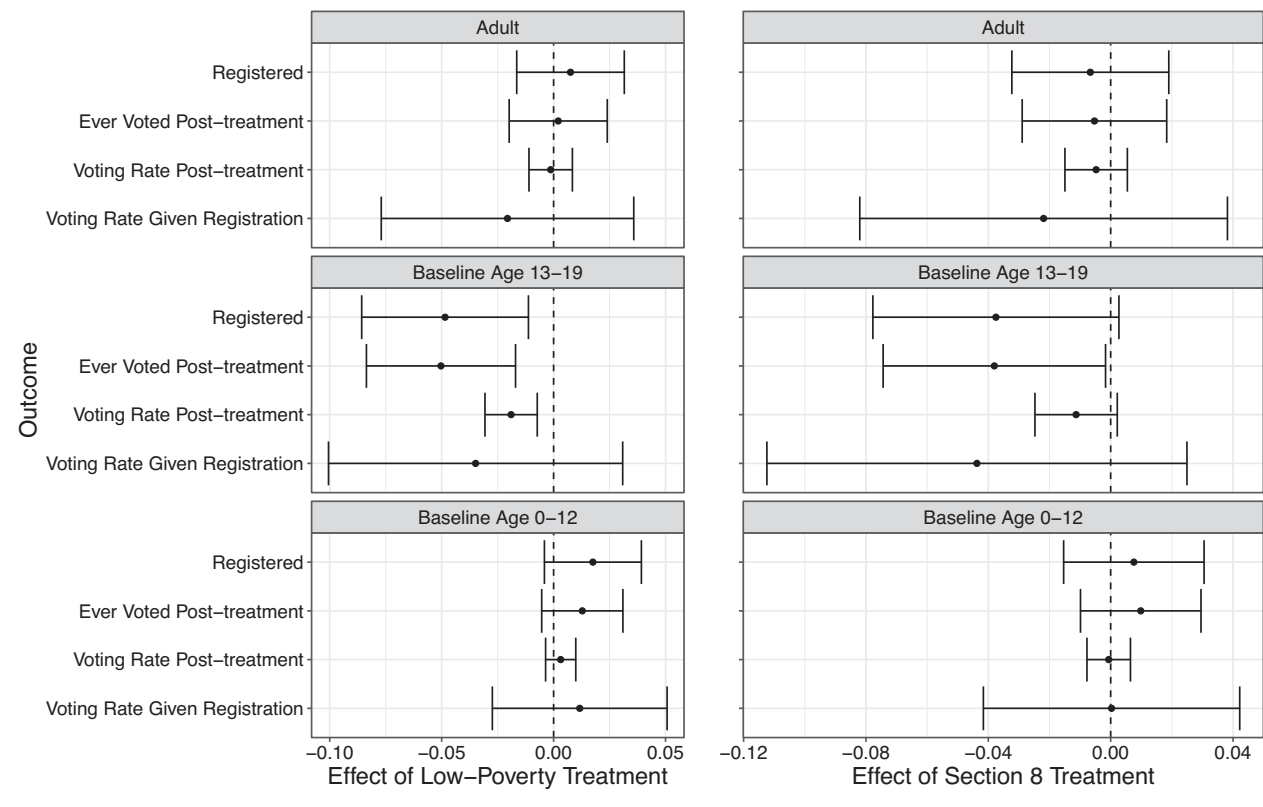 Adult
Adult
Registered
Ever Voted Post−treatment
Voting Rate Post−treatment
Voting Rate Given Registration
Baseline Age 13−19
Baseline Age 13−19
Outcome
Registered
Ever Voted Post−treatment
Voting Rate Post−treatment
Voting Rate Given Registration
Baseline Age 0−12
Baseline Age 0−12
Registered
Ever Voted Post−treatment
Voting Rate Post−treatment
Voting Rate Given Registration
−0.10 −0.05 0.00 0.05
−0.12 −0.08 −0.04 0.00 0.04
Effect of Low−Poverty Treatment
Effect of Section 8 Treatment